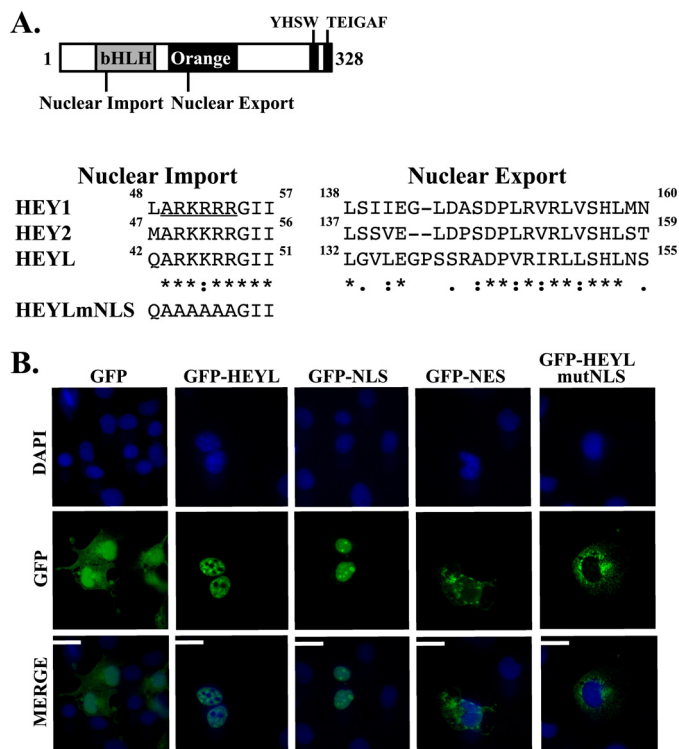 A.
YHSW TEIGAF
1 bHLH Orange 328
Nuclear Import Nuclear Export
Nuclear Import Nuclear Export
HEY1 48 LARKRRRGII 57 138 LSIIEG-LDASDPLRVRLVSHLMN 160
HEY2 47 MARKRRRGII 56 137 LSSVE--LDPSDPLRVRLVSHLST 159
HEYL 42 QARKKRRGII 51 132 LGVLEGPSSRADPVRIRLLSHLNS 155
***:***** *. :* . :**:*:**:*** .
HEYLmNLS QAAAAAAGII
B.
GFP GFP-HEYL GFP-NLS GFP-NES GFP-HEYL
mutNLS
DAPI
GFP
MERGE